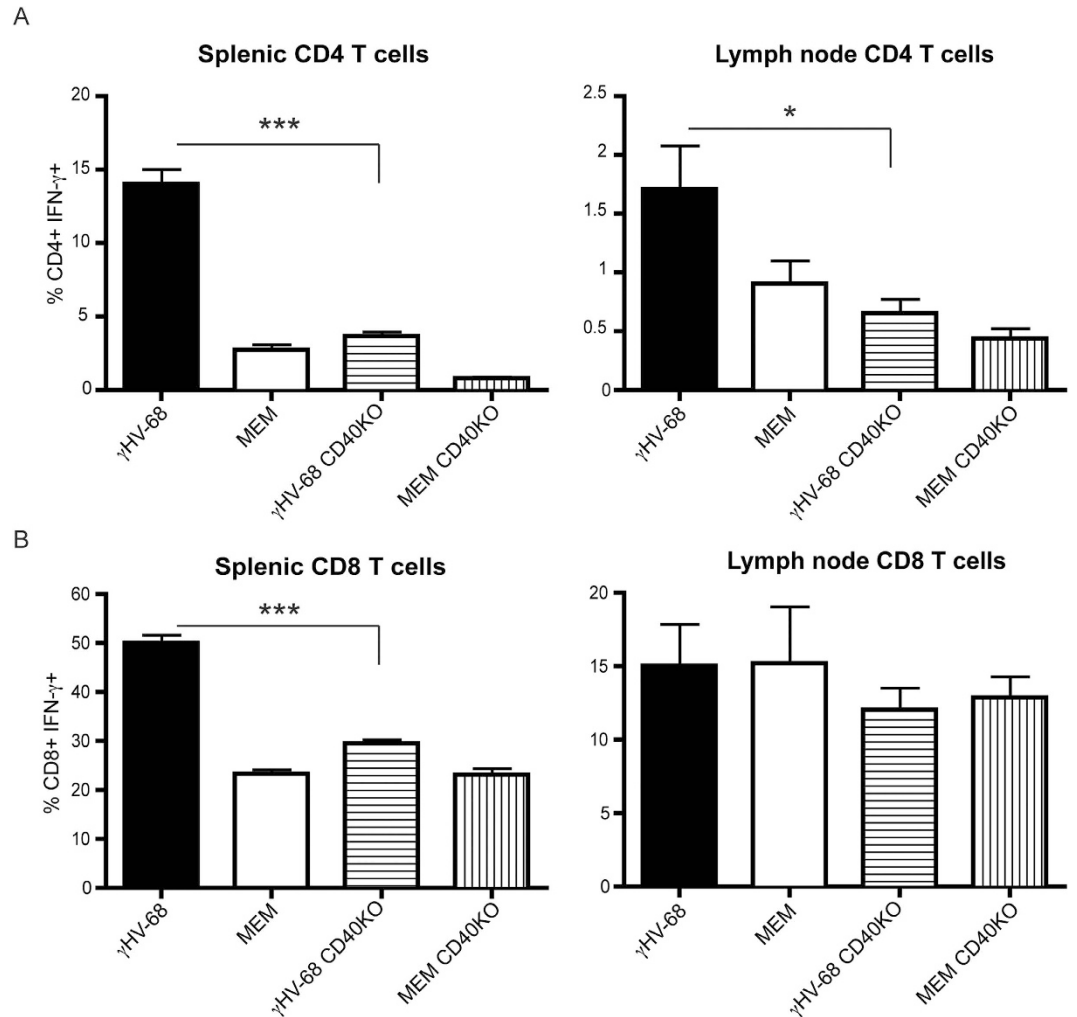 A
Splenic CD4 T cells
% CD4+ IFN-γ+
20
15
10
5
0
***
γHV-68
MEM
γHV-68 CD40KO
MEM CD40KO
Lymph node CD4 T cells
2.5
2
1.5
1
0.5
0
*
γHV-68
MEM
γHV-68 CD40KO
MEM CD40KO
B
Splenic CD8 T cells
% CD8+ IFN-γ+
60
50
40
30
20
10
0
***
γHV-68
MEM
γHV-68 CD40KO
MEM CD40KO
Lymph node CD8 T cells
20
15
10
5
0
γHV-68
MEM
γHV-68 CD40KO
MEM CD40KO